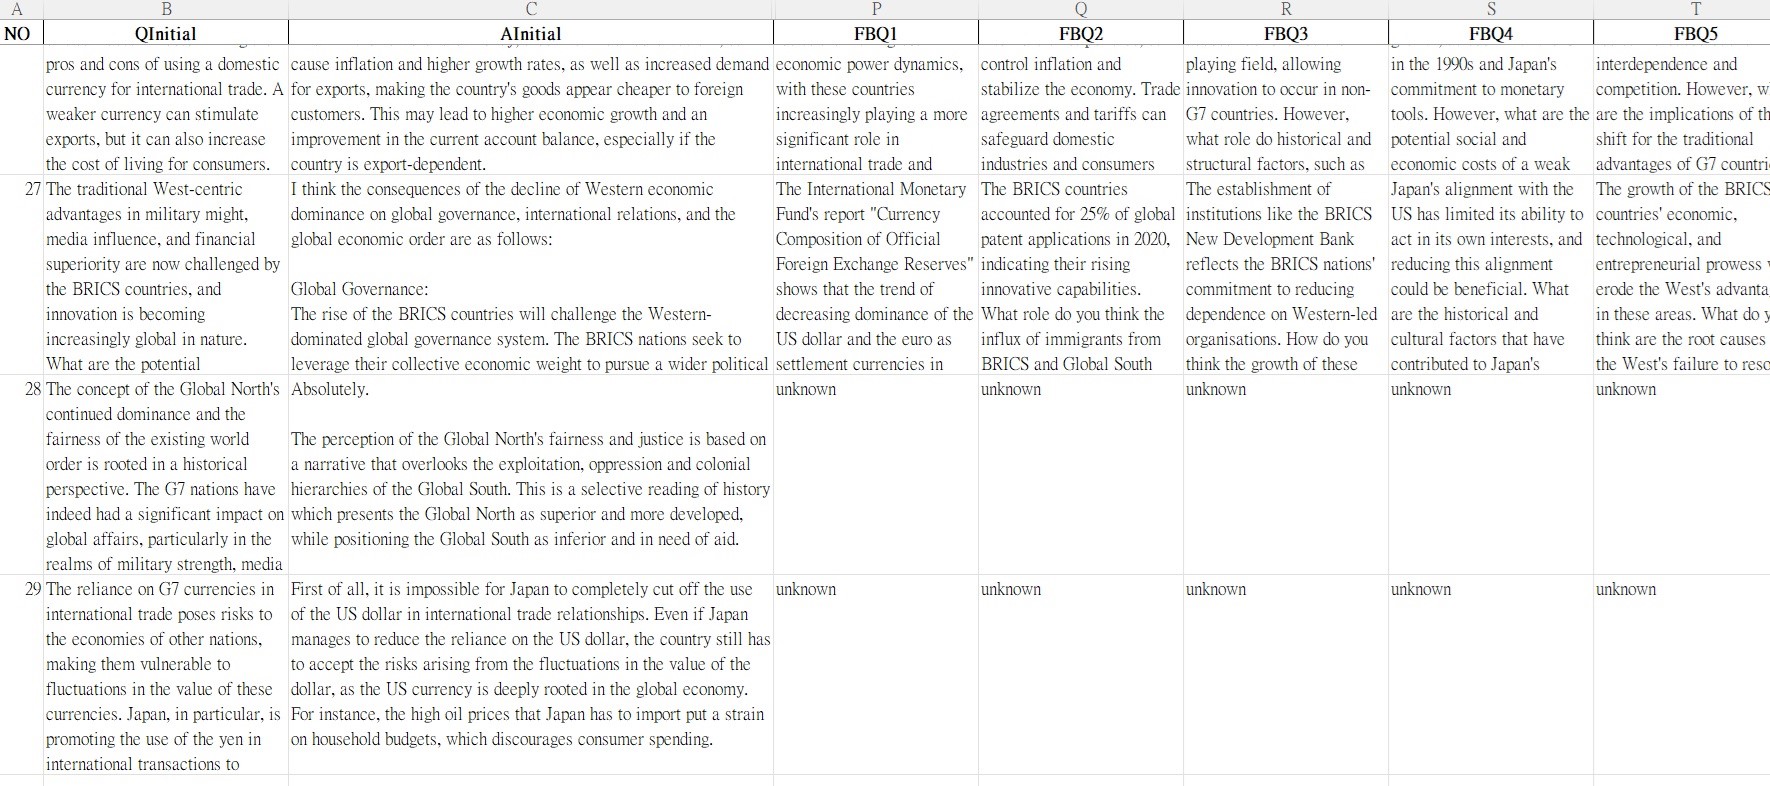 A B C P Q R S T
NO QInitial AInitial FBQ1 FBQ2 FBQ3 FBQ4 FBQ5
pros and cons of using a domestic
currency for international trade. A
weaker currency can stimulate
exports, but it can also increase
the cost of living for consumers.
cause inflation and higher growth rates, as well as increased demand
for exports, making the country's goods appear cheaper to foreign
customers. This may lead to higher economic growth and an
improvement in the current account balance, especially if the
country is export-dependent.
economic power dynamics,
with these countries
increasingly playing a more
significant role in
international trade and
control inflation and
stabilize the economy. Trade
agreements and tariffs can
safeguard domestic
industries and consumers
playing field, allowing
innovation to occur in non-
G7 countries. However,
what role do historical and
structural factors, such as
in the 1990s and Japan's
commitment to monetary
tools. However, what are the
potential social and
economic costs of a weak
interdependence and
competition. However, w
are the implications of th
shift for the traditional
advantages of G7 countri
27
The traditional West-centric
advantages in military might,
media influence, and financial
superiority are now challenged by
the BRICS countries, and
innovation is becoming
increasingly global in nature.
What are the potential
I think the consequences of the decline of Western economic
dominance on global governance, international relations, and the
global economic order are as follows:
Global Governance:
The rise of the BRICS countries will challenge the Western-
dominated global governance system. The BRICS nations seek to
leverage their collective economic weight to pursue a wider political
The International Monetary
Fund's report "Currency
Composition of Official
Foreign Exchange Reserves"
shows that the trend of
decreasing dominance of the
US dollar and the euro as
settlement currencies in
The BRICS countries
accounted for 25% of global
patent applications in 2020,
indicating their rising
innovative capabilities.
What role do you think the
influx of immigrants from
BRICS and Global South
The establishment of
institutions like the BRICS
New Development Bank
reflects the BRICS nations'
commitment to reducing
dependence on Western-led
organisations. How do you
think the growth of these
Japan's alignment with the
US has limited its ability to
act in its own interests, and
reducing this alignment
could be beneficial. What
are the historical and
cultural factors that have
contributed to Japan's
The growth of the BRICS
countries' economic,
technological, and
entrepreneurial prowess
erode the West's advanta
in these areas. What do y
think are the root causes
the West's failure to reso
28
The concept of the Global North's
continued dominance and the
fairness of the existing world
order is rooted in a historical
perspective. The G7 nations have
indeed had a significant impact on
global affairs, particularly in the
realms of military strength, media
Absolutely.
The perception of the Global North's fairness and justice is based on
a narrative that overlooks the exploitation, oppression and colonial
hierarchies of the Global South. This is a selective reading of history
which presents the Global North as superior and more developed,
while positioning the Global South as inferior and in need of aid.
unknown
unknown
unknown
unknown
unknown
29
The reliance on G7 currencies in
international trade poses risks to
the economies of other nations,
making them vulnerable to
fluctuations in the value of these
currencies. Japan, in particular, is
promoting the use of the yen in
international transactions to
First of all, it is impossible for Japan to completely cut off the use
of the US dollar in international trade relationships. Even if Japan
manages to reduce the reliance on the US dollar, the country still has
to accept the risks arising from the fluctuations in the value of the
dollar, as the US currency is deeply rooted in the global economy.
For instance, the high oil prices that Japan has to import put a strain
on household budgets, which discourages consumer spending.
unknown
unknown
unknown
unknown
unknown